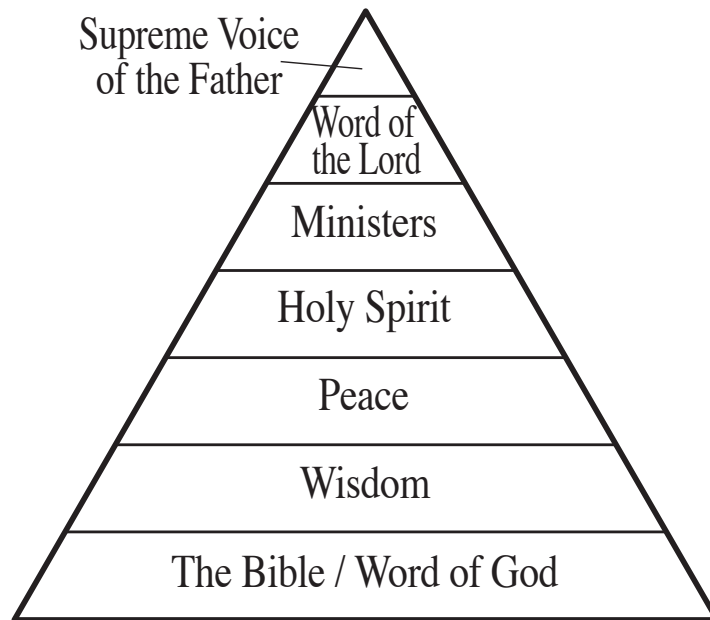 Supreme Voice
of the Father
Word of
the Lord
Ministers
Holy Spirit
Peace
Wisdom
The Bible / Word of God